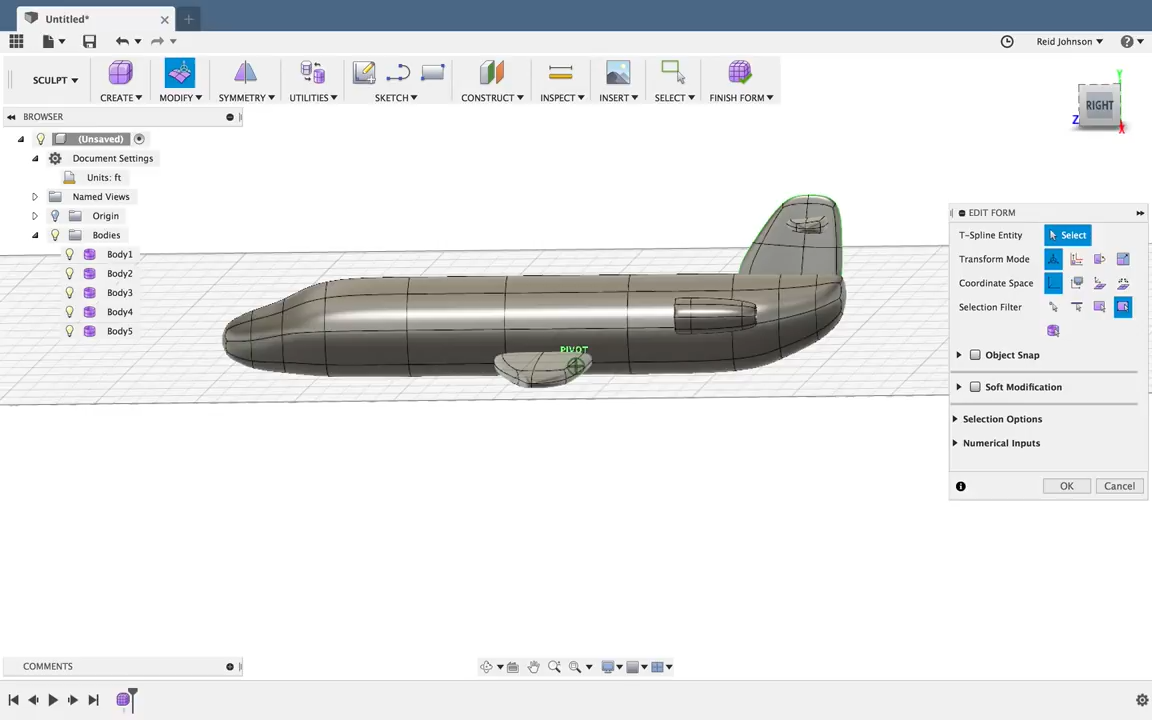 Untitled*
Reid Johnson
SCULPT
CREATE
MODIFY
SYMMETRY
UTILITIES
SKETCH
CONSTRUCT
INSPECT
INSERT
SELECT
FINISH FORM
BROWSER
(Unsaved)
Document Settings
Units: ft
Named Views
Origin
Bodies
Body1
Body2
Body3
Body4
Body5
Y
RIGHT
Z
X
PIVOT
EDIT FORM
T-Spline Entity
Select
Transform Mode
Coordinate Space
Selection Filter
Object Snap
Soft Modification
Selection Options
Numerical Inputs
OK
Cancel
COMMENTS